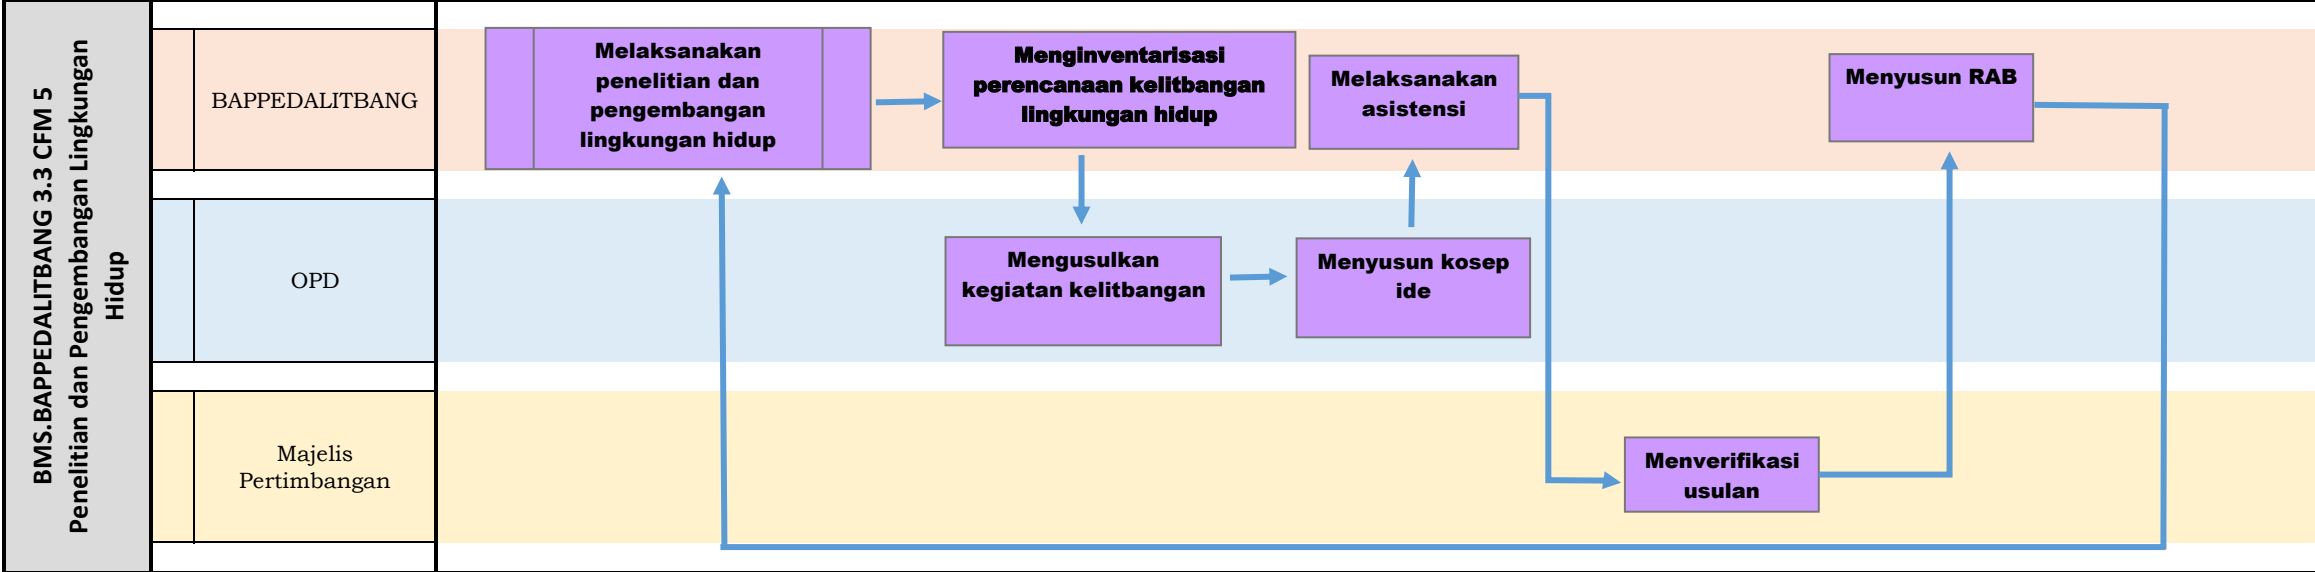 BMS.BAPPEDALITBANG 3.3 CFM 5
Penelitian dan Pengembangan Lingkungan
Hidup
BAPPEDALITBANG
Melaksanakan
penelitian dan
pengembangan
lingkungan hidup
Menginventarisasi
perencanaan kelitbangan
lingkungan hidup
Melaksanakan
asistensi
Menyusun RAB
OPD
Mengusulkan
kegiatan kelitbangan
Menyusun kosep
ide
Majelis
Pertimbangan
Menverifikasi
usulan